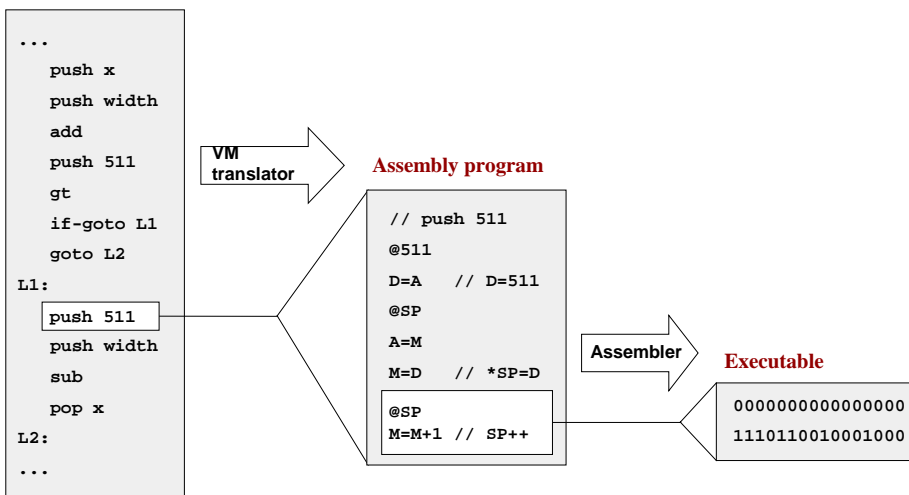 ...
push x
push width
add
push 511
gt
if-goto L1
goto L2
L1:
push 511
push width
sub
pop x
L2:
...
VM
translator
Assembly program
// push 511
@511
D=A // D=511
@SP
A=M
M=D // *SP=D
@SP
M=M+1 // SP++
Assembler
Executable
0000000000000000
1110110010001000